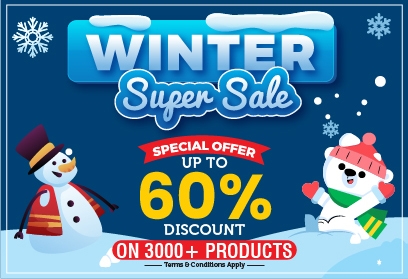 WINTER
Super Sale
SPECIAL OFFER
UP TO
60%
DISCOUNT
ON 3000+ PRODUCTS
Terms & Conditions Apply